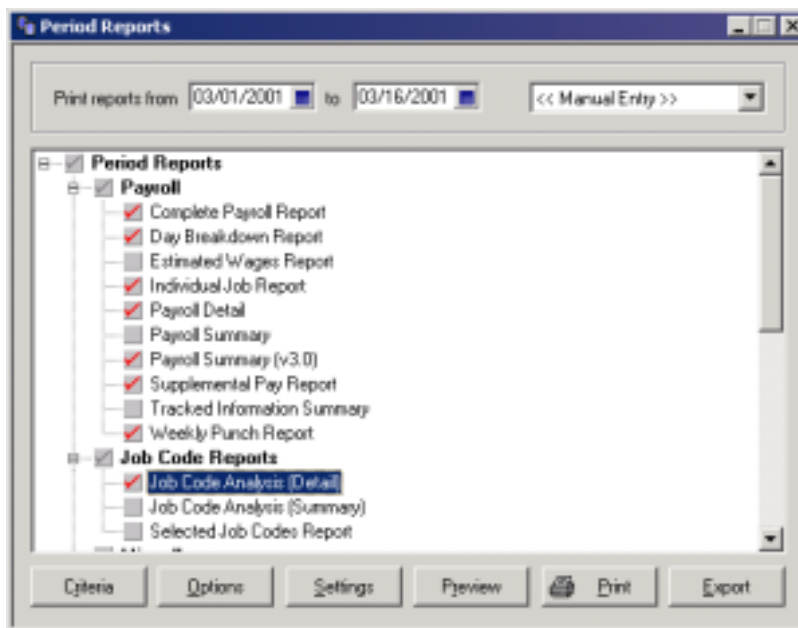 Period Reports
Print reports from 03/01/2001 to 03/16/2001 << Manual Entry >>
Period Reports
Payroll
Complete Payroll Report
Day Breakdown Report
Estimated Wages Report
Individual Job Report
Payroll Detail
Payroll Summary
Payroll Summary (v3.0)
Supplemental Pay Report
Tracked Information Summary
Weekly Punch Report
Job Code Reports
Job Code Analysis (Detail)
Job Code Analysis (Summary)
Selected Job Codes Report
Criteria Options Settings Preview Print Export